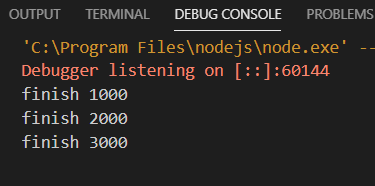 OUTPUT TERMINAL DEBUG CONSOLE PROBLEMS
'C:\Program Files\nodejs\node.exe' --
Debugger listening on [::]:60144
finish 1000
finish 2000
finish 3000